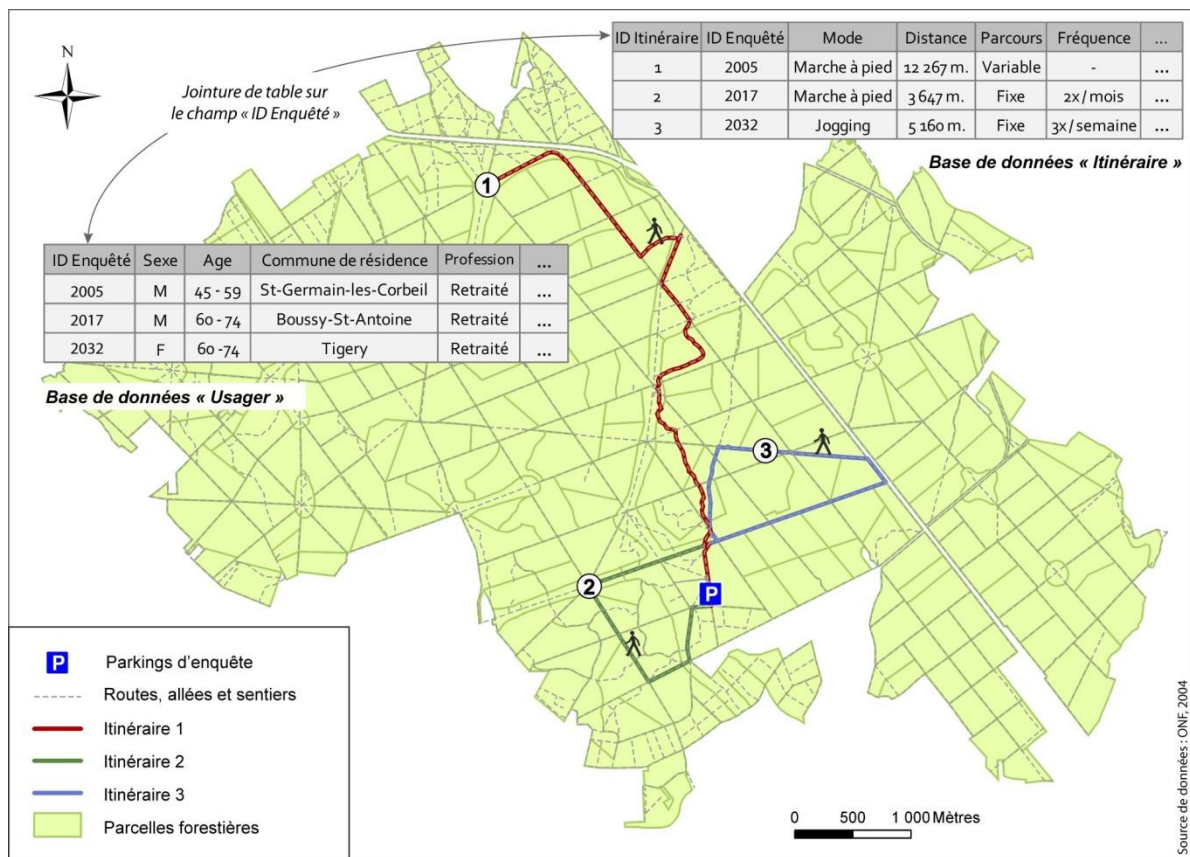 N
Jointure de table sur
le champ « ID Enquêté »
ID Itinéraire ID Enquêté Mode Distance Parcours Fréquence ...
1 2005 Marche à pied 12 267 m. Variable - ...
2 2017 Marche à pied 3 647 m. Fixe 2x/mois ...
3 2032 Jogging 5 160 m. Fixe 3x/semaine ...
Base de données « Itinéraire »
1
ID Enquêté Sexe Age Commune de résidence Profession ...
2005 M 45 - 59 St-Germain-les-Corbeil Retraité ...
2017 M 60 - 74 Boussy-St-Antoine Retraité ...
2032 F 60 -74 Tigery Retraité ...
Base de données « Usager »
3
2
P
P Parkings d'enquête
Routes, allées et sentiers
Itinéraire 1
Itinéraire 2
Itinéraire 3
Parcelles forestières
0 500 1 000 Mètres
Source de données : ONF, 2004